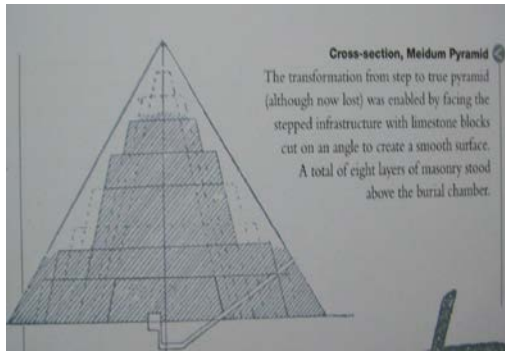 Cross-section, Meidum Pyramid
The transformation from step to true pyramid
(although now lost) was enabled by facing the
stepped infrastructure with limestone blocks
cut on an angle to create a smooth surface.
A total of eight layers of masonry stood
above the burial chamber.